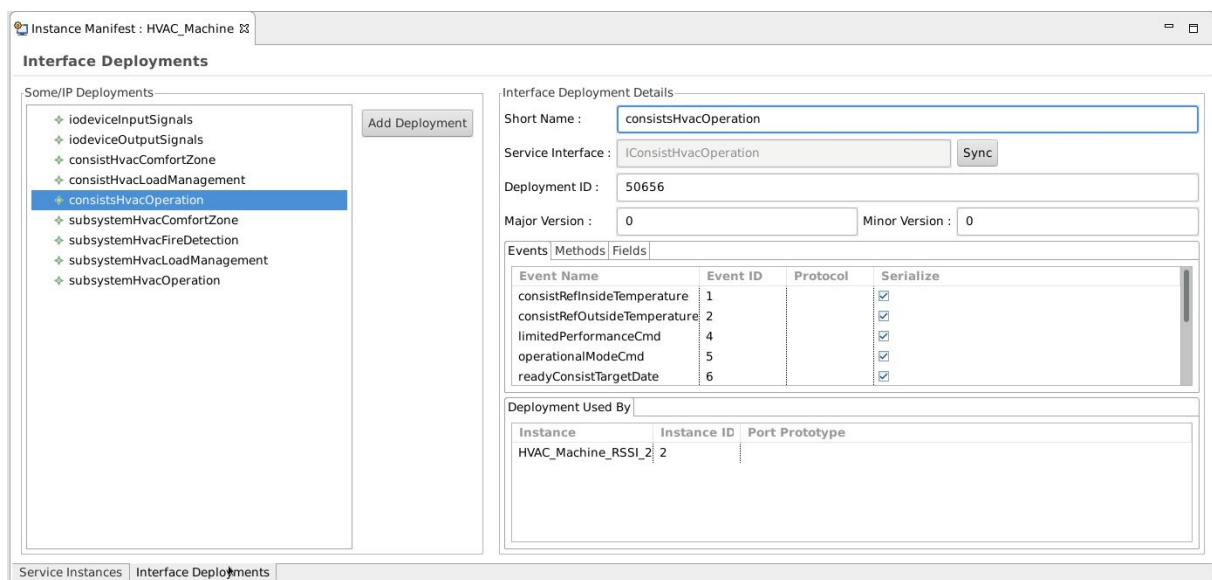 Instance Manifest : HVAC_Machine
Interface Deployments
Some/IP Deployments
iodeviceInputSignals
iodeviceOutputSignals
consistHvacComfortZone
consistHvacLoadManagement
consistsHvacOperation
subsystemHvacComfortZone
subsystemHvacFireDetection
subsystemHvacLoadManagement
subsystemHvacOperation
Add Deployment
Interface Deployment Details
Short Name : consistsHvacOperation
Service Interface : IConsistHvacOperation Sync
Deployment ID : 50656
Major Version : 0 Minor Version : 0
Events Methods Fields
Event Name Event ID Protocol Serialize
consistRefInsideTemperature 1
consistRefOutsideTemperature 2
limitedPerformanceCmd 4
operationalModeCmd 5
readyConsistTargetDate 6
Deployment Used By
Instance Instance ID Port Prototype
HVAC_Machine_RSSI_2 2
Service Instances Interface Deployments